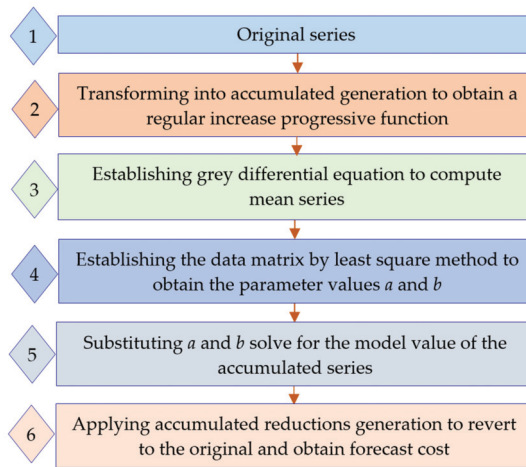 1
Original series
2
Transforming into accumulated generation to obtain a
regular increase progressive function
3
Establishing grey differential equation to compute
mean series
4
Establishing the data matrix by least square method to
obtain the parameter values a and b
5
Substituting a and b solve for the model value of the
accumulated series
6
Applying accumulated reductions generation to revert
to the original and obtain forecast cost